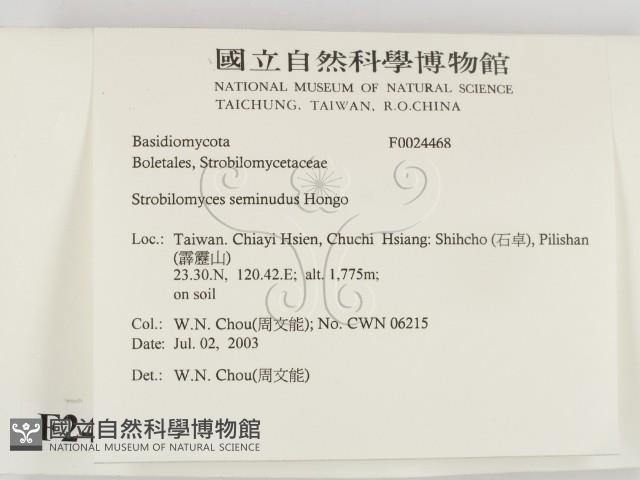 國立自然科學博物館
NATIONAL MUSEUM OF NATURAL SCIENCE
TAICHUNG, TAIWAN, R.O.CHINA
Basidiomycota F0024468
Boletales, Strobilomycetaceae
Strobilomyces seminudus Hongo
Loc.: Taiwan. Chiayi Hsien, Chuchi Hsiang: Shihcho (石卓), Pilishan
(霹靂山)
23.30.N, 120.42.E; alt. 1,775m;
on soil
Col.: W.N. Chou(周文能); No. CWN 06215
Date: Jul. 02, 2003
Det.: W.N. Chou(周文能)
國立自然科學博物館
NATIONAL MUSEUM OF NATURAL SCIENCE